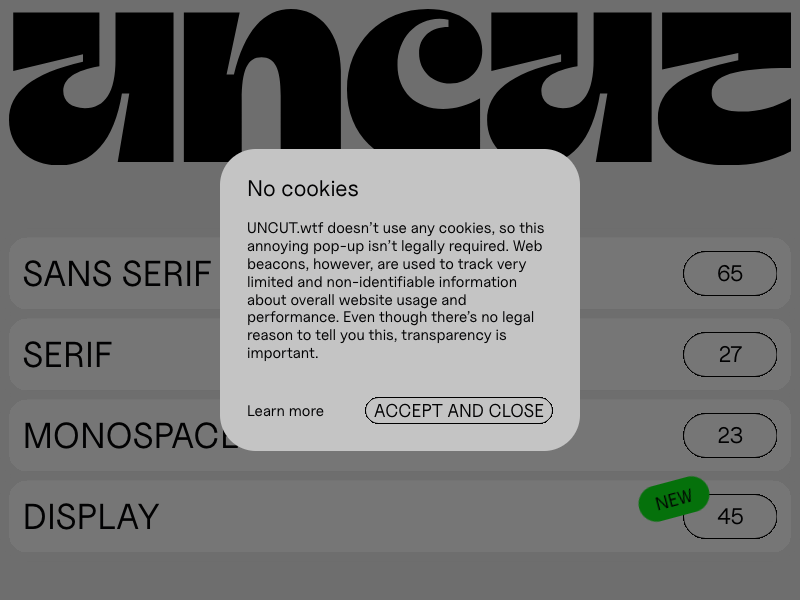 uncut
No cookies
UNCUT.wtf doesn't use any cookies, so this
annoying pop-up isn't legally required. Web
beacons, however, are used to track very
limited and non-identifiable information
about overall website usage and
performance. Even though there's no legal
reason to tell you this, transparency is
important.
Learn more
ACCEPT AND CLOSE
SANS SERIF
65
SERIF
27
MONOSPACE
23
DISPLAY
NEW
45